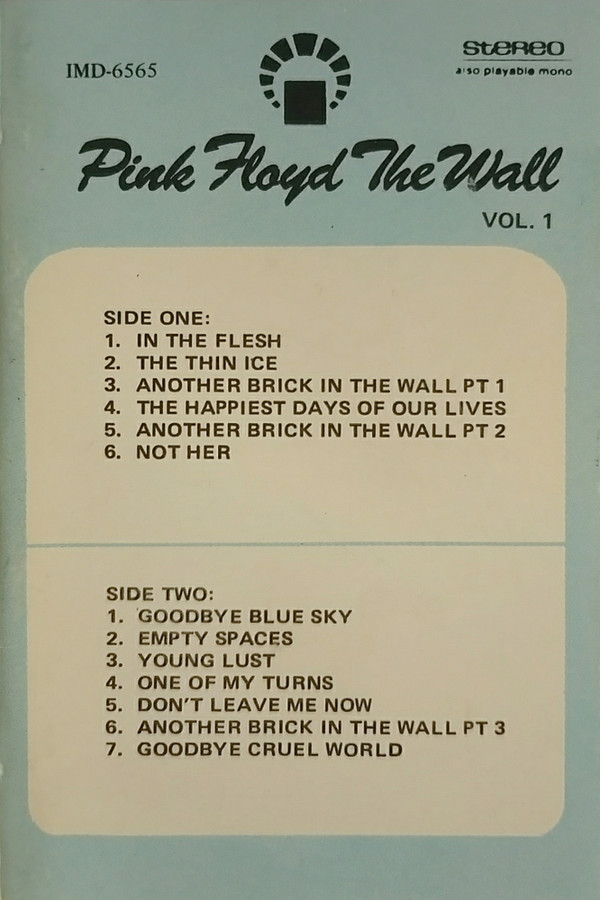 IMD-6565
STEREO
also playable mono
Pink Floyd The Wall
VOL. 1
SIDE ONE:
1. IN THE FLESH
2. THE THIN ICE
3. ANOTHER BRICK IN THE WALL PT 1
4. THE HAPPIEST DAYS OF OUR LIVES
5. ANOTHER BRICK IN THE WALL PT 2
6. NOT HER
SIDE TWO:
1. GOODBYE BLUE SKY
2. EMPTY SPACES
3. YOUNG LUST
4. ONE OF MY TURNS
5. DON'T LEAVE ME NOW
6. ANOTHER BRICK IN THE WALL PT 3
7. GOODBYE CRUEL WORLD